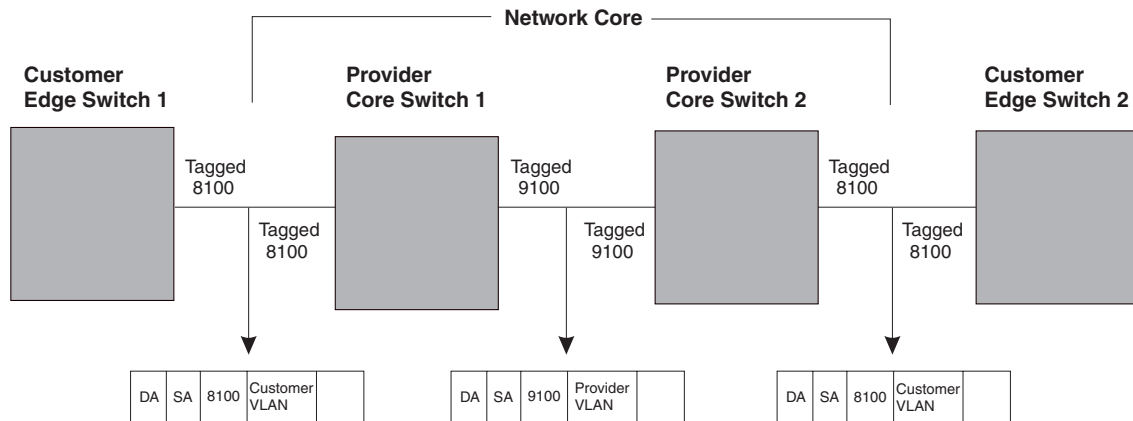 Network Core
Customer
Edge Switch 1
Provider
Core Switch 1
Provider
Core Switch 2
Customer
Edge Switch 2
Tagged
8100
Tagged
8100
Tagged
9100
Tagged
9100
Tagged
8100
Tagged
8100
DA SA 8100 Customer
VLAN
DA SA 9100 Provider
VLAN
DA SA 8100 Customer
VLAN